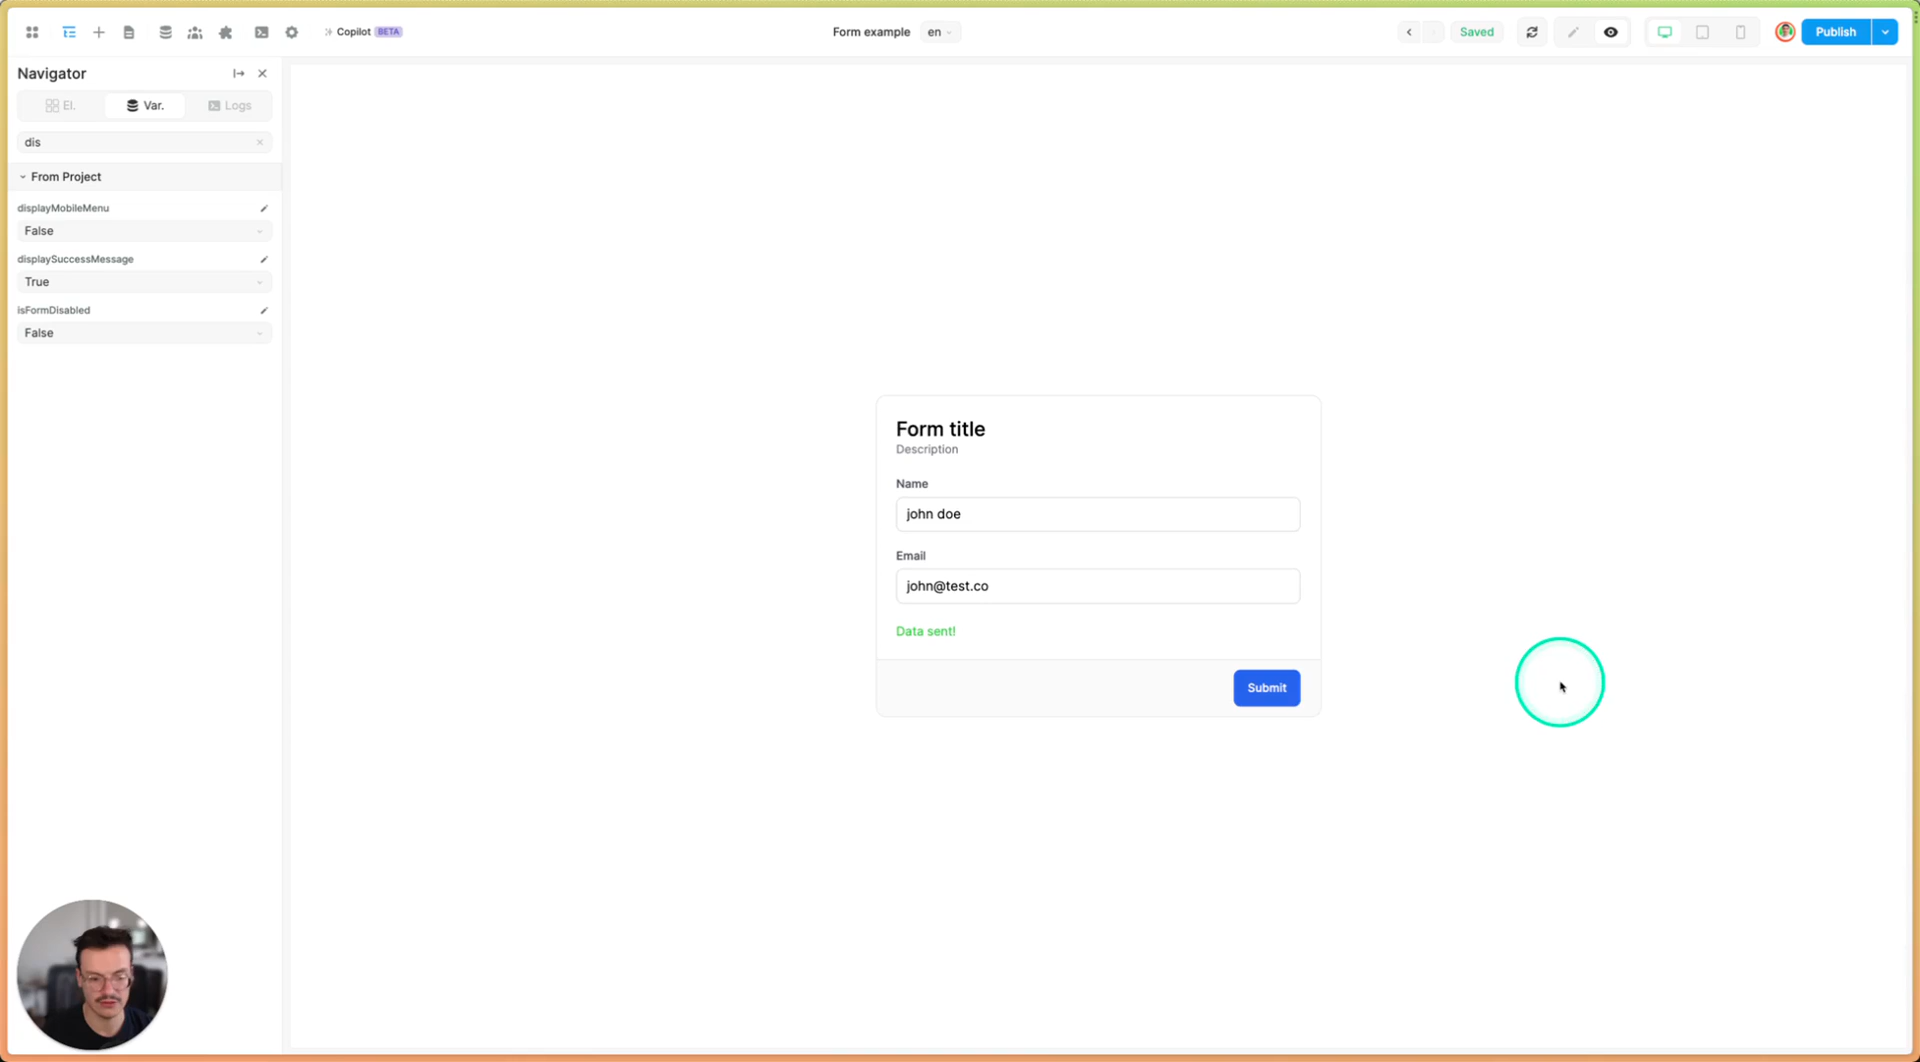 Copilot BETA
Form example en
Saved
Publish
Navigator
El. Var. Logs
dis
From Project
displayMobileMenu
False
displaySuccessMessage
True
isFormDisabled
False
Form title
Description
Name
john doe
Email
john@test.co
Data sent!
Submit